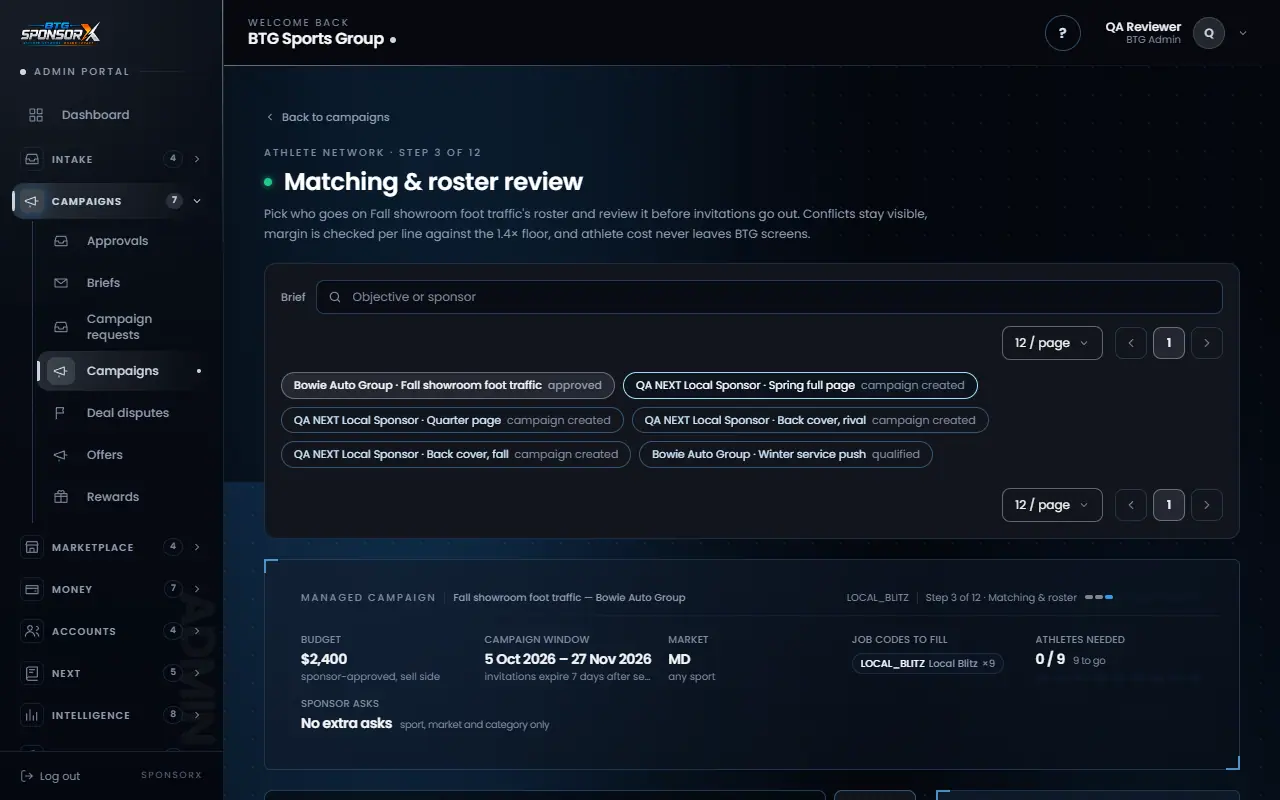 BTG
SPONSORX
ADMIN PORTAL
Dashboard
INTAKE 4
CAMPAIGNS 7
Approvals
Briefs
Campaign
requests
Campaigns
Deal disputes
Offers
Rewards
MARKETPLACE 4
MONEY 7
ACCOUNTS 4
NEXT 5
INTELLIGENCE 8
ADMIN
Log out SPONSORX
WELCOME BACK
BTG Sports Group
?
QA Reviewer
BTG Admin
Q
Back to campaigns
ATHLETE NETWORK · STEP 3 OF 12
Matching & roster review
Pick who goes on Fall showroom foot traffic's roster and review it before invitations go out. Conflicts stay visible,
margin is checked per line against the 1.4× floor, and athlete cost never leaves BTG screens.
Brief Objective or sponsor
12 / page 1
Bowie Auto Group · Fall showroom foot traffic approved QA NEXT Local Sponsor · Spring full page campaign created
QA NEXT Local Sponsor · Quarter page campaign created QA NEXT Local Sponsor · Back cover, rival campaign created
QA NEXT Local Sponsor · Back cover, fall campaign created Bowie Auto Group · Winter service push qualified
12 / page 1
MANAGED CAMPAIGN Fall showroom foot traffic — Bowie Auto Group LOCAL_BLITZ Step 3 of 12 · Matching & roster
BUDGET CAMPAIGN WINDOW MARKET JOB CODES TO FILL ATHLETES NEEDED
$2,400 5 Oct 2026 – 27 Nov 2026 MD LOCAL_BLITZ Local Blitz ×9 0 / 9 9 to go
sponsor-approved, sell side invitations expire 7 days after se... any sport
SPONSOR ASKS
No extra asks sport, market and category only